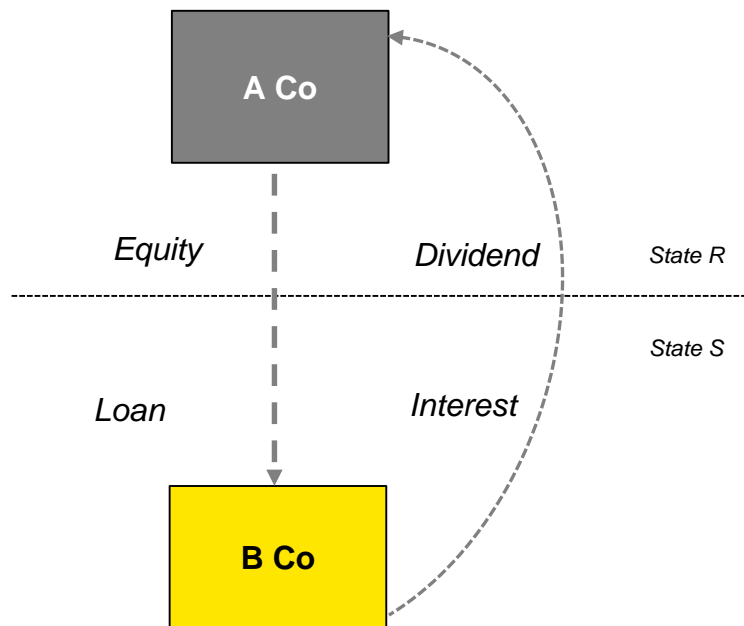 A Co
Equity
Dividend
State R
State S
Loan
Interest
B Co